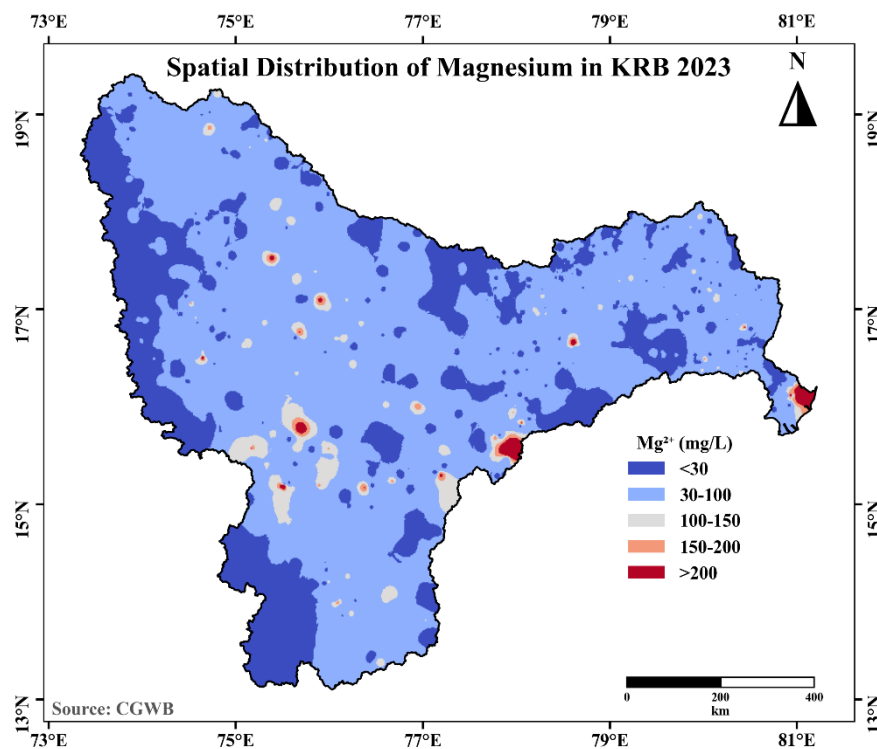 73°E 75°E 77°E 79°E 81°E
Spatial Distribution of Magnesium in KRB 2023
N
19°N 19°N
17°N 17°N
15°N 15°N
13°N 13°N
Mg²⁺ (mg/L)
<30
30-100
100-150
150-200
>200
0 200 400
km
Source: CGWB
73°E 75°E 77°E 79°E 81°E